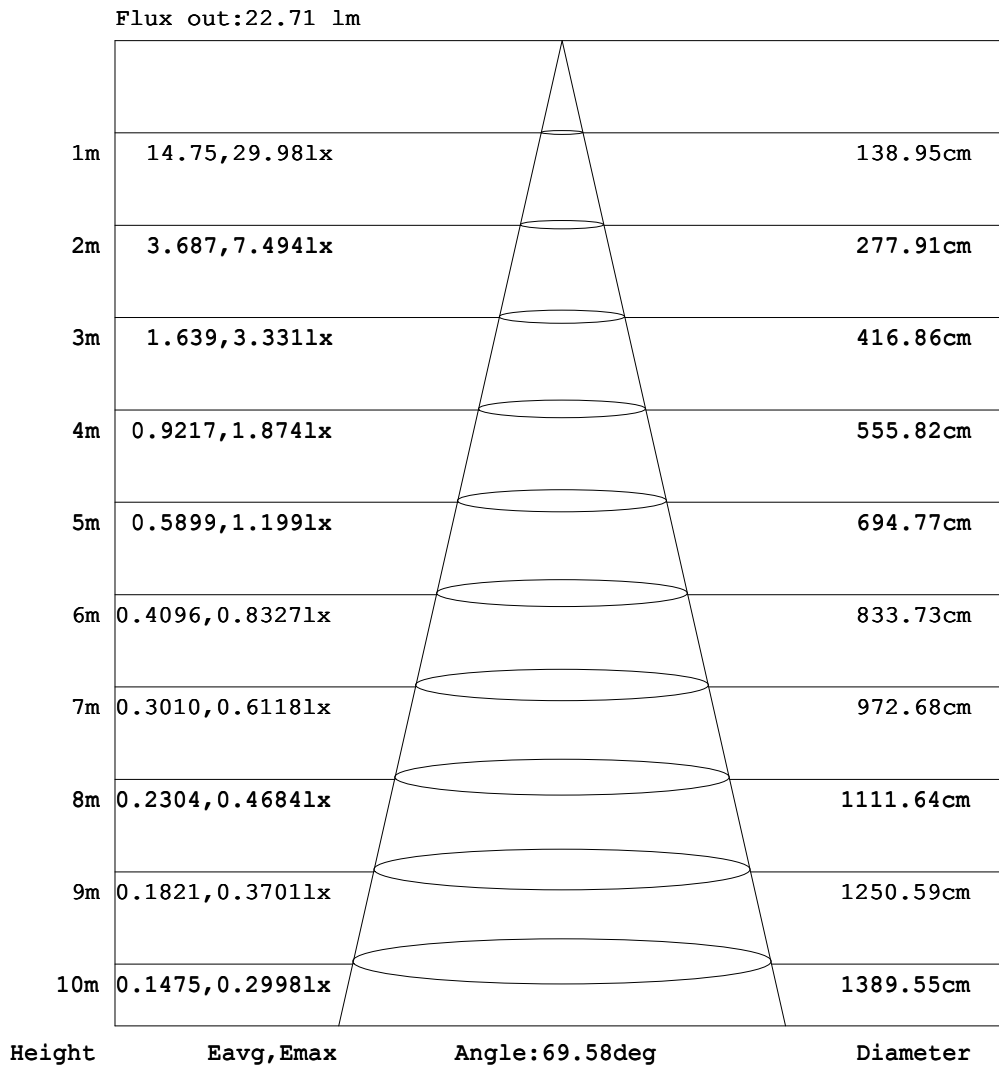 Flux out:22.71 lm
1m 14.75,29.98lx 138.95cm
2m 3.687,7.494lx 277.91cm
3m 1.639,3.331lx 416.86cm
4m 0.9217,1.874lx 555.82cm
5m 0.5899,1.199lx 694.77cm
6m 0.4096,0.8327lx 833.73cm
7m 0.3010,0.6118lx 972.68cm
8m 0.2304,0.4684lx 1111.64cm
9m 0.1821,0.3701lx 1250.59cm
10m 0.1475,0.2998lx 1389.55cm
Height Eavg,Emax Angle:69.58deg Diameter